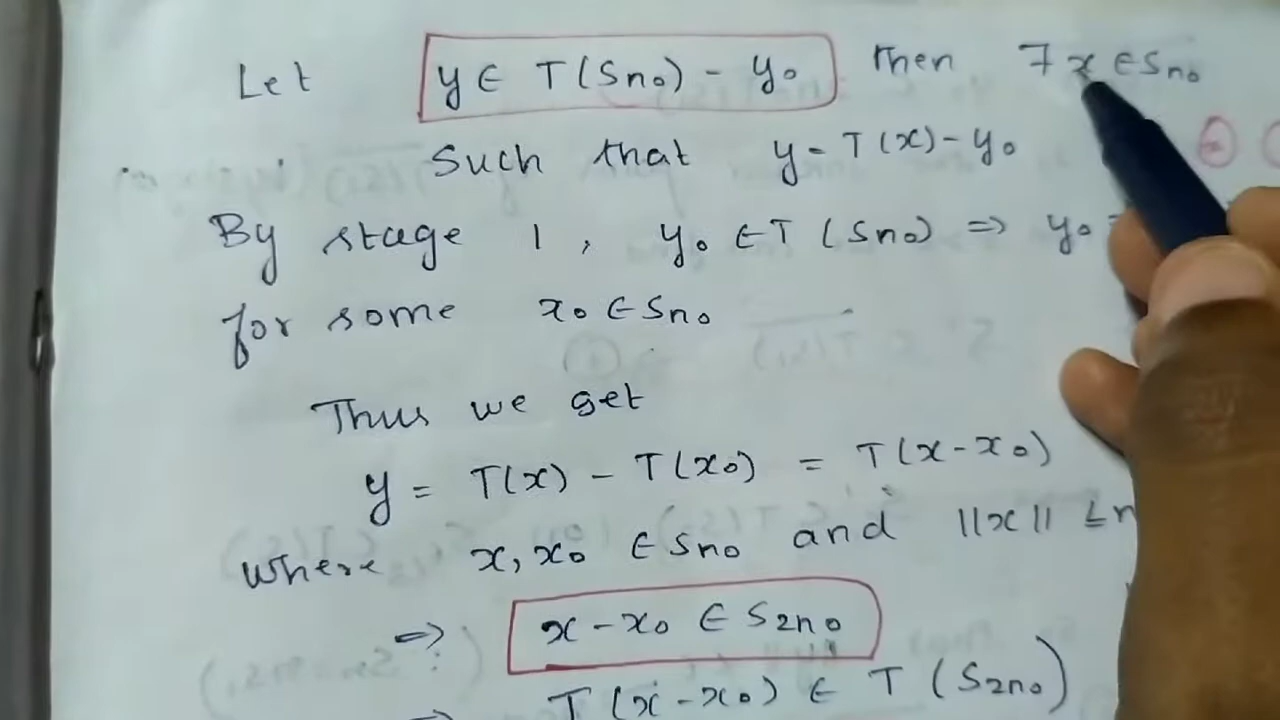 Let y ∈ T(Sn₀) - y₀ then ∃ x ∈ Sn₀
Such that y = T(x) - y₀
By stage 1, y₀ ∈ T(Sn₀) ⇒ y₀ =
for some x₀ ∈ Sn₀
Thus we get
y = T(x) - T(x₀) = T(x - x₀)
where x, x₀ ∈ Sn₀ and ||x|| ≤ n
⇒ x - x₀ ∈ S2n₀
⇒ T(x - x₀) ∈ T(S2n₀)